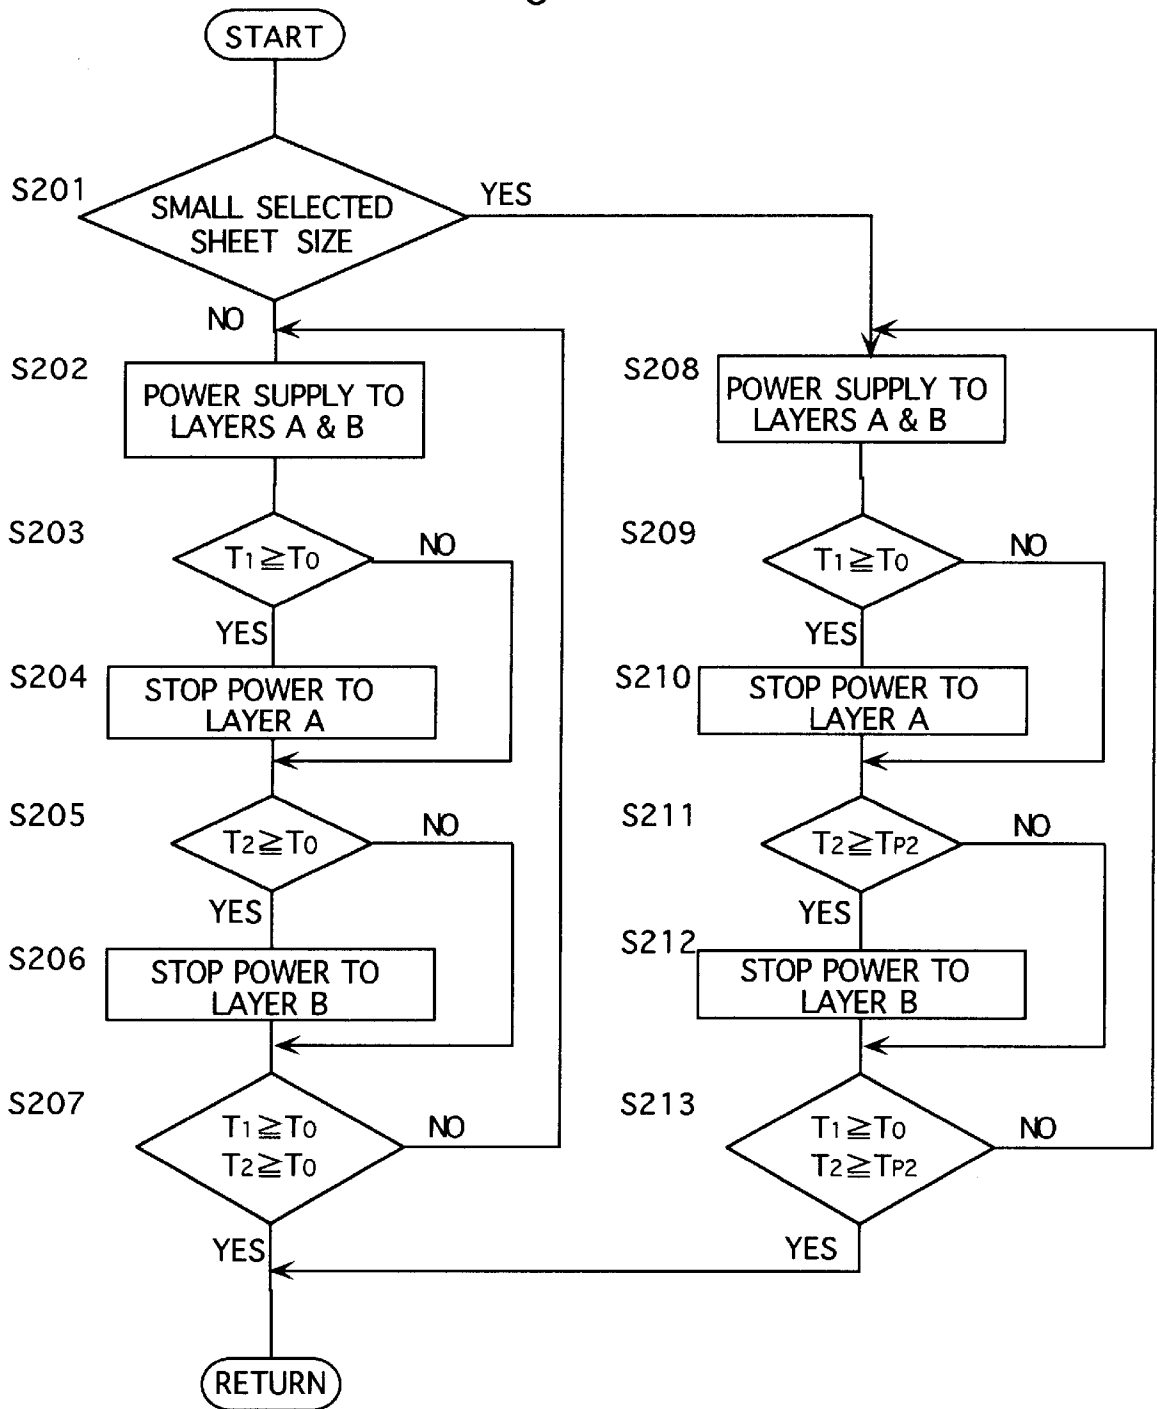 START
S201
SMALL SELECTED
SHEET SIZE
YES
NO
S202
POWER SUPPLY TO
LAYERS A & B
S203
T1≧T0
NO
YES
S204
STOP POWER TO
LAYER A
S205
T2≧T0
NO
YES
S206
STOP POWER TO
LAYER B
S207
T1≧T0
T2≧T0
NO
YES
S208
POWER SUPPLY TO
LAYERS A & B
S209
T1≧T0
NO
YES
S210
STOP POWER TO
LAYER A
S211
T2≧TP2
NO
YES
S212
STOP POWER TO
LAYER B
S213
T1≧T0
T2≧TP2
NO
YES
RETURN